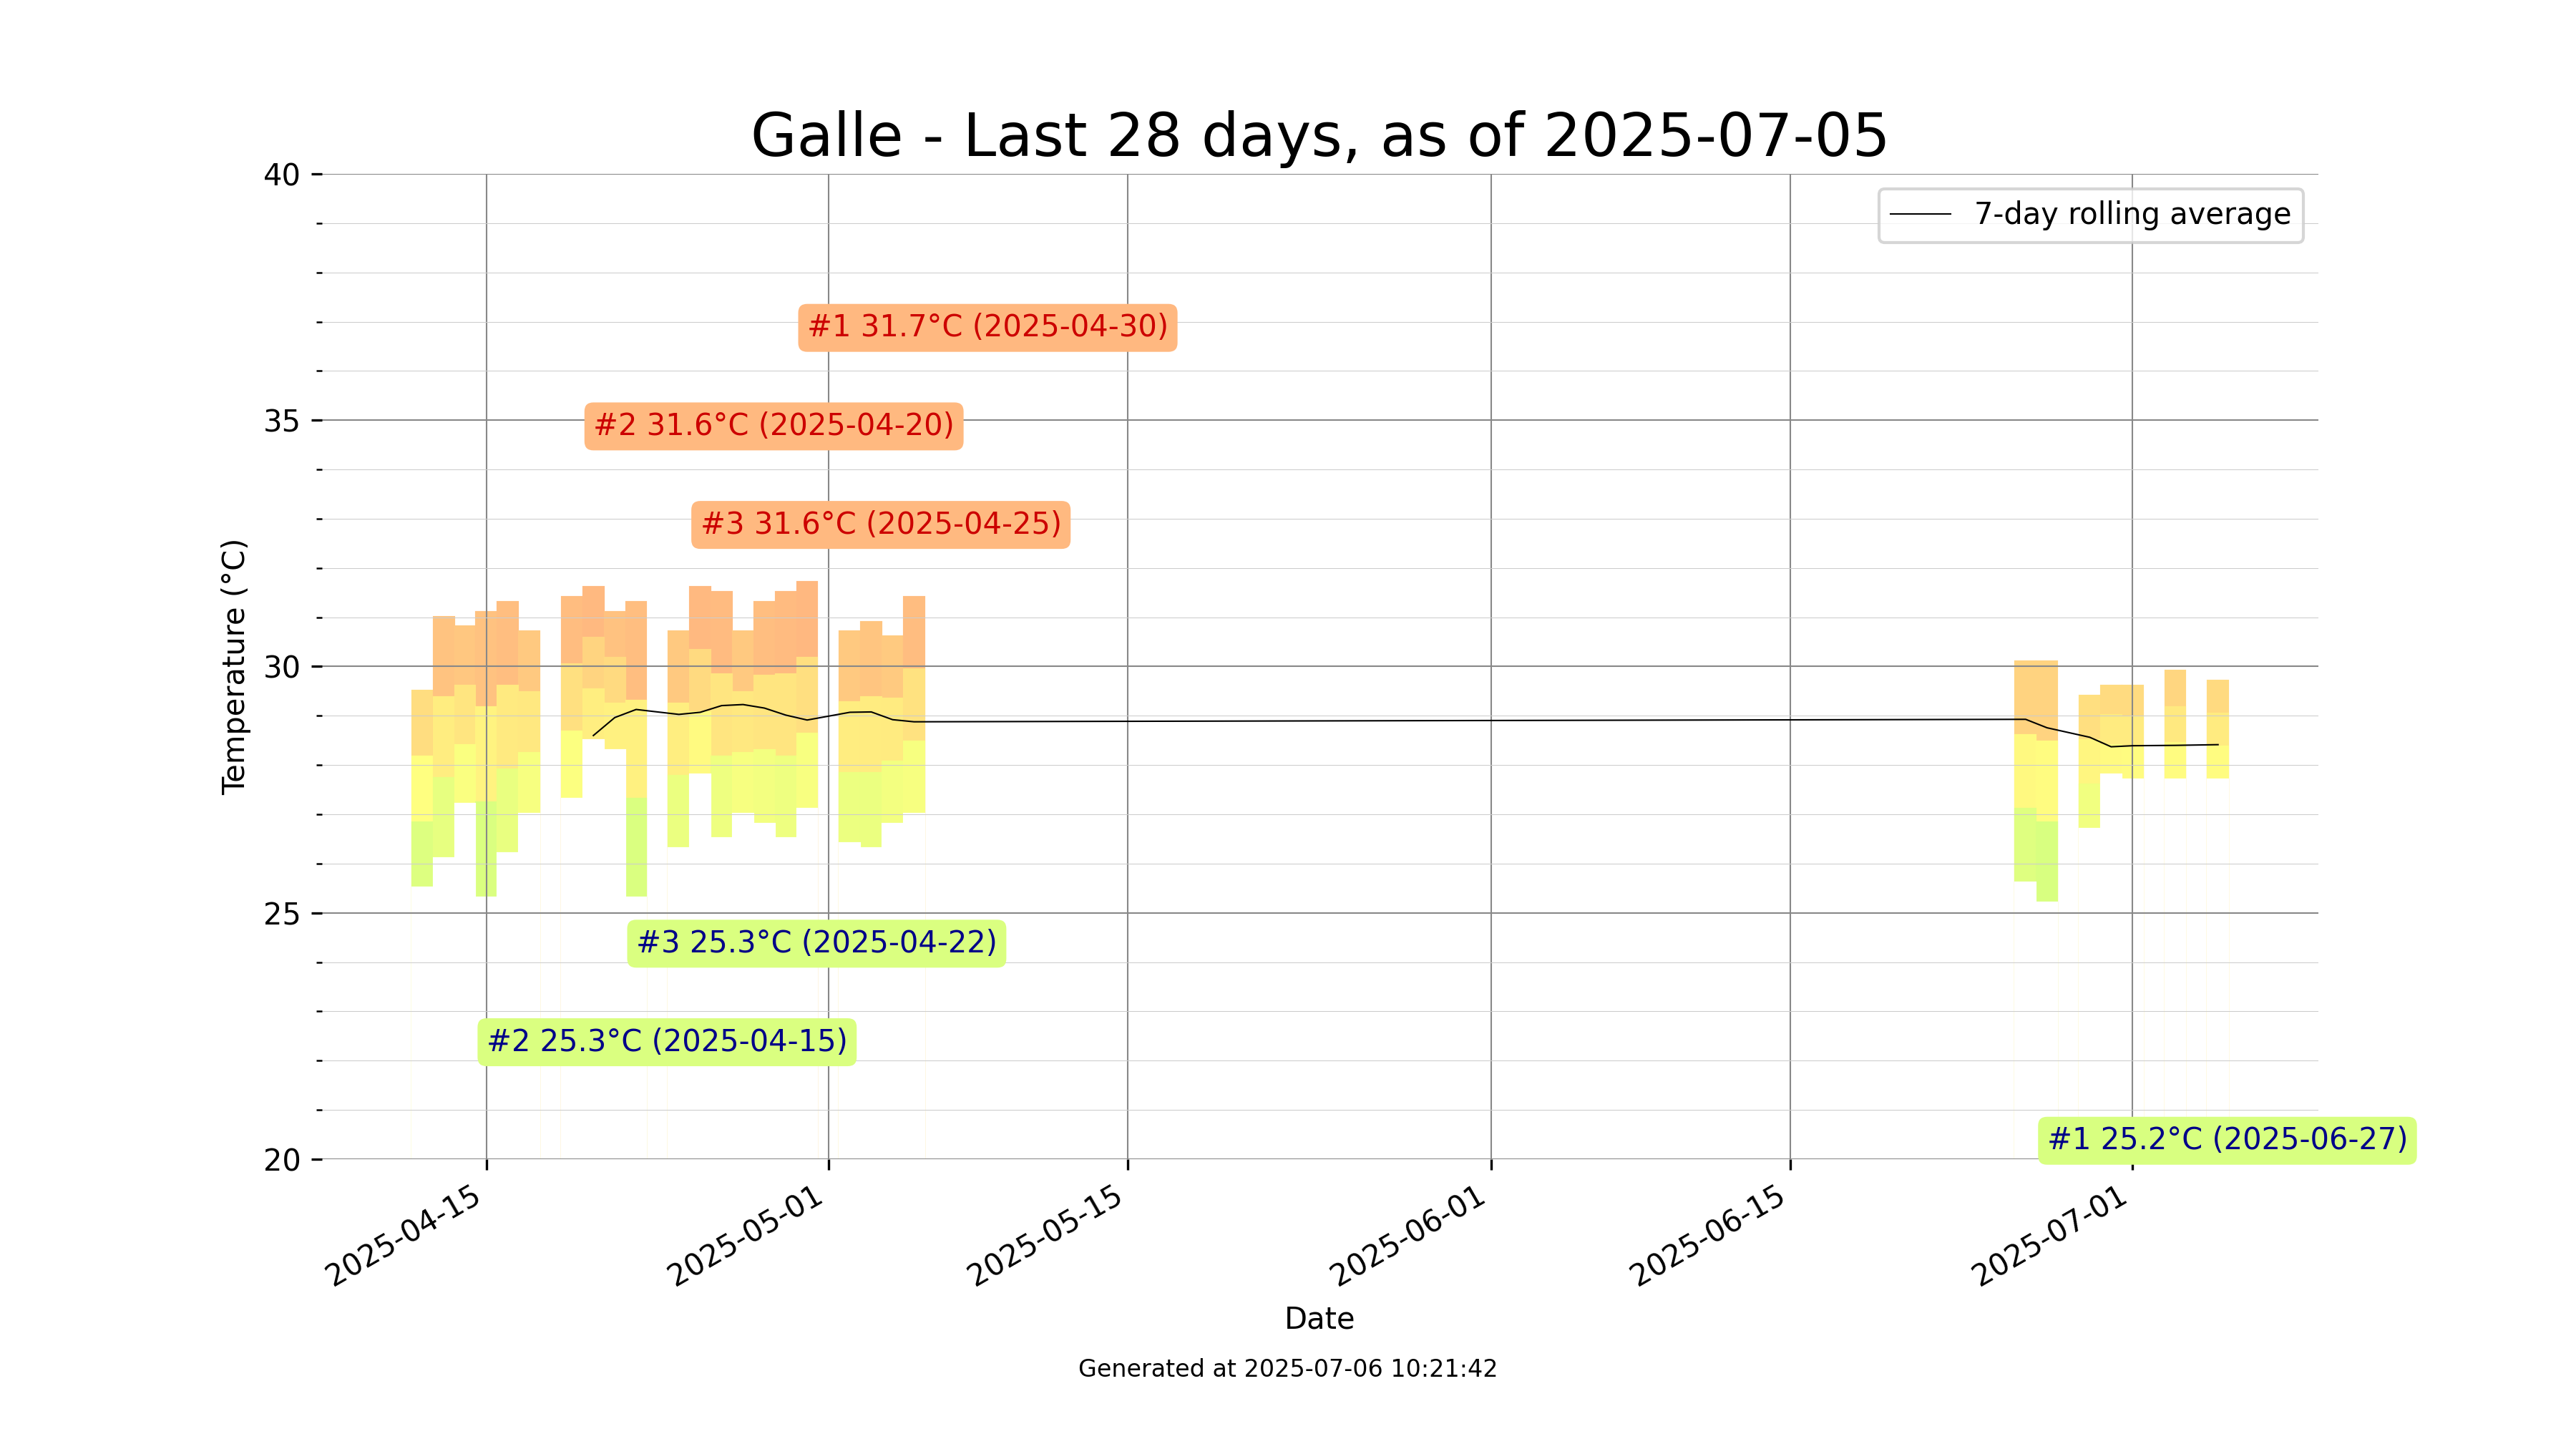 Galle - Last 28 days, as of 2025-07-05
40
7-day rolling average
#1 31.7°C (2025-04-30)
35
#2 31.6°C (2025-04-20)
#3 31.6°C (2025-04-25)
Temperature (°C)
30
25
#3 25.3°C (2025-04-22)
#2 25.3°C (2025-04-15)
#1 25.2°C (2025-06-27)
20
2025-04-15
2025-05-01
2025-05-15
2025-06-01
2025-06-15
2025-07-01
Date
Generated at 2025-07-06 10:21:42